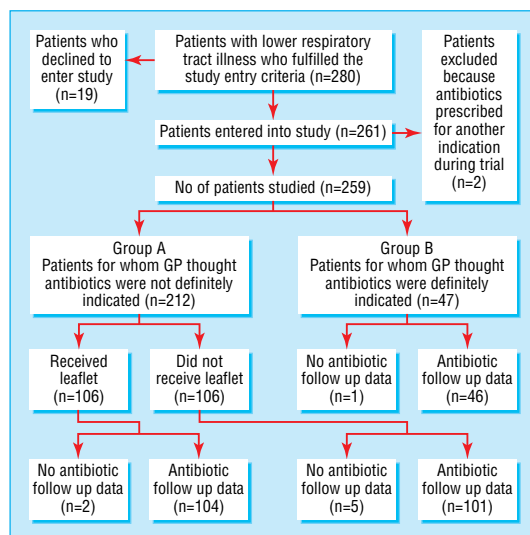 Patients who
declined to
enter study
(n=19)
Patients with lower respiratory
tract illness who fulfilled the
study entry criteria (n=280)
Patients
excluded
because
antibiotics
prescribed
for another
indication
during trial
(n=2)
Patients entered into study (n=261)
No of patients studied (n=259)
Group A
Patients for whom GP thought
antibiotics were not definitely
indicated (n=212)
Group B
Patients for whom GP thought
antibiotics were definitely
indicated (n=47)
Received
leaflet
(n=106)
Did not
receive leaflet
(n=106)
No antibiotic
follow up data
(n=1)
Antibiotic
follow up data
(n=46)
No antibiotic
follow up data
(n=2)
Antibiotic
follow up data
(n=104)
No antibiotic
follow up data
(n=5)
Antibiotic
follow up data
(n=101)